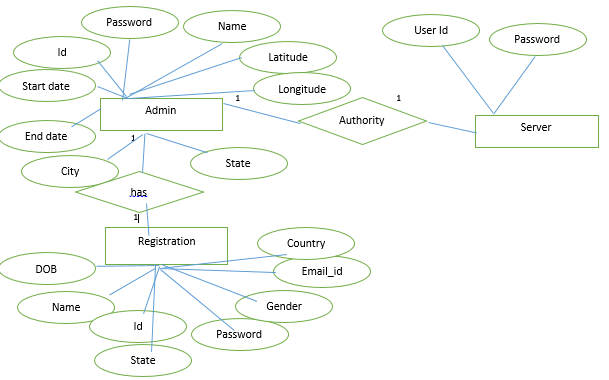 Password
Name
User Id
Password
Id
Latitude
Start date
Longitude
1
1
Admin
Authority
Server
End date
1
City
State
has
1
Registration
Country
DOB
Email_id
Name
Gender
Id
Password
State